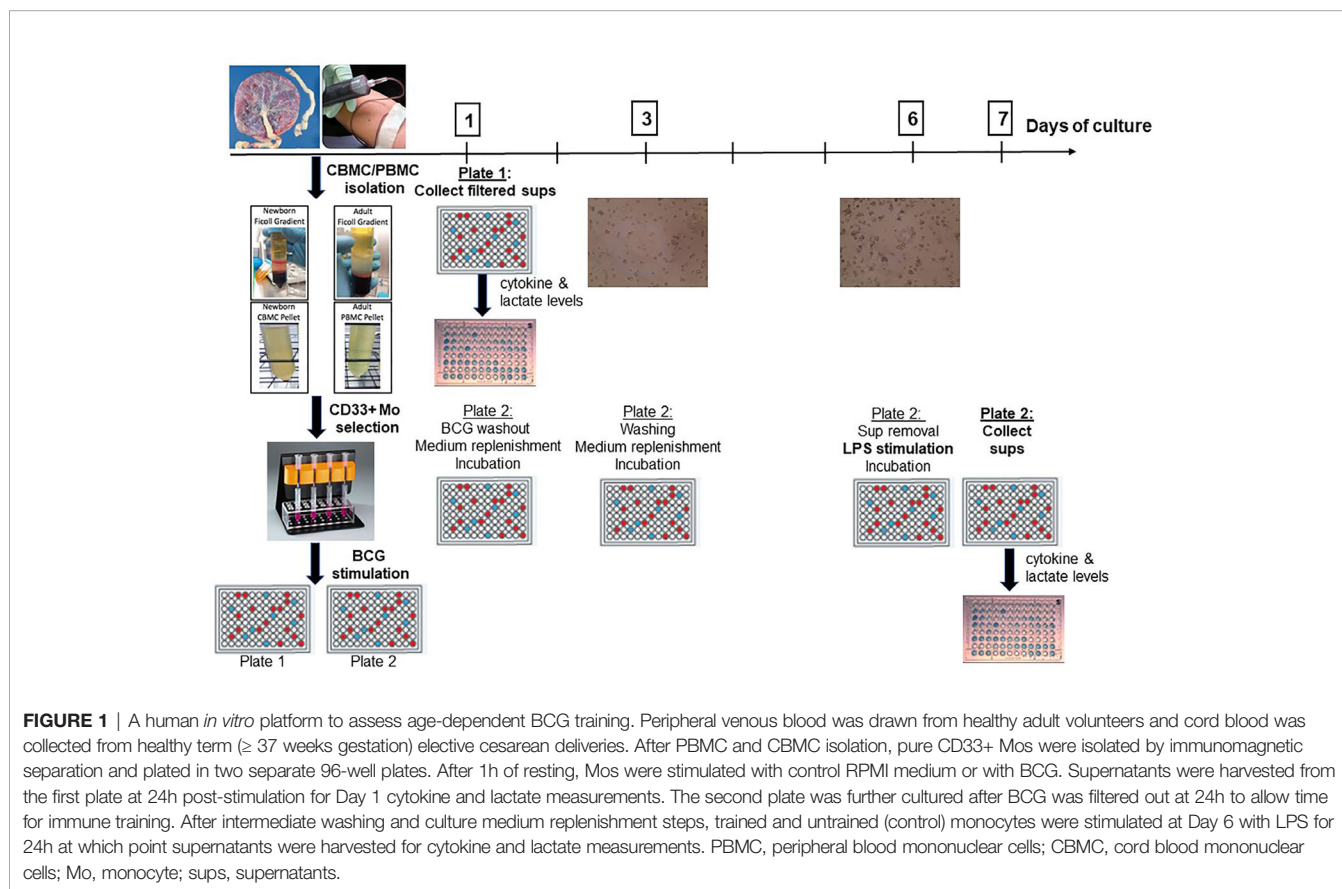 1
3
6
7
Days of culture
CBMC/PBMC
isolation
Plate 1:
Collect filtered sups
Newborn
Ficoll Gradient
Adult
Ficoll Gradient
cytokine &
lactate levels
Newborn
CBMC Pellet
Adult
PBMC Pellet
CD33+ Mo
selection
Plate 2:
BCG washout
Medium replenishment
Incubation
Plate 2:
Washing
Medium replenishment
Incubation
Plate 2:
Sup removal
LPS stimulation
Incubation
Plate 2:
Collect
sups
BCG
stimulation
cytokine &
lactate levels
Plate 1
Plate 2
FIGURE 1 | A human in vitro platform to assess age-dependent BCG training. Peripheral venous blood was drawn from healthy adult volunteers and cord blood was
collected from healthy term (≥ 37 weeks gestation) elective cesarean deliveries. After PBMC and CBMC isolation, pure CD33+ Mos were isolated by immunomagnetic
separation and plated in two separate 96-well plates. After 1h of resting, Mos were stimulated with control RPMI medium or with BCG. Supernatants were harvested from
the first plate at 24h post-stimulation for Day 1 cytokine and lactate measurements. The second plate was further cultured after BCG was filtered out at 24h to allow time
for immune training. After intermediate washing and culture medium replenishment steps, trained and untrained (control) monocytes were stimulated at Day 6 with LPS for
24h at which point supernatants were harvested for cytokine and lactate measurements. PBMC, peripheral blood mononuclear cells; CBMC, cord blood mononuclear
cells; Mo, monocyte; sups, supernatants.